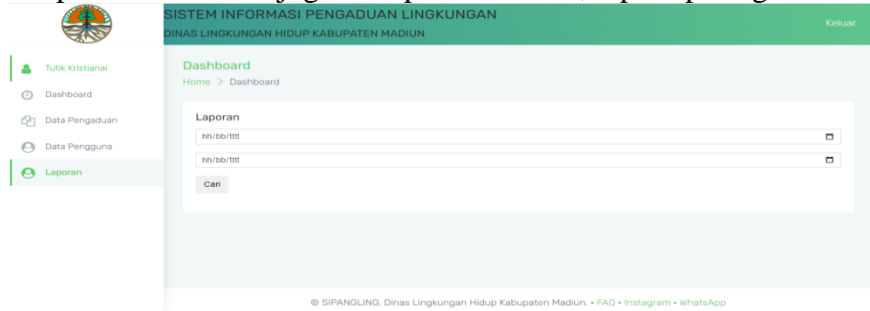 SISTEM INFORMASI PENGADUAN LINGKUNGAN
DINAS LINGKUNGAN HIDUP KABUPATEN MADIUN
Keluar
Tutik Kristianai
Dashboard
Data Pengaduan
Data Pengguna
Laporan
Dashboard
Home > Dashboard
Laporan
hh/bb/tttt
hh/bb/tttt
Cari
© SIPANGLING, Dinas Lingkungan Hidup Kabupaten Madiun. • FAQ • Instagram • WhatsApp